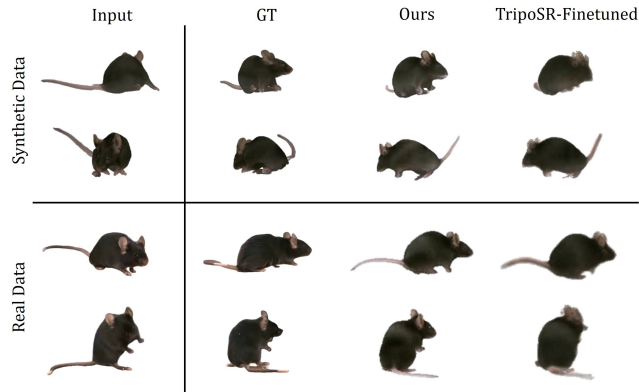 Input GT Ours TripoSR-Finetuned
Synthetic Data
Real Data